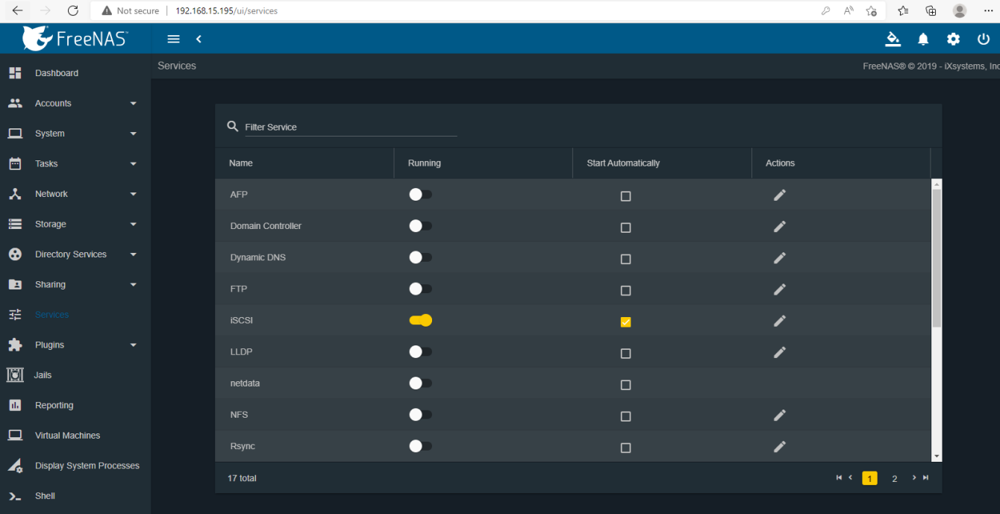 Not secure | 192.168.15.195/ui/services
FreeNAS™
Services
FreeNAS® © 2019 - iXsystems, Inc
Dashboard
Accounts
System
Tasks
Network
Storage
Directory Services
Sharing
Services
Plugins
Jails
Reporting
Virtual Machines
Display System Processes
Shell
Filter Service
Name Running Start Automatically Actions
AFP
Domain Controller
Dynamic DNS
FTP
iSCSI
LLDP
netdata
NFS
Rsync
17 total 1 2